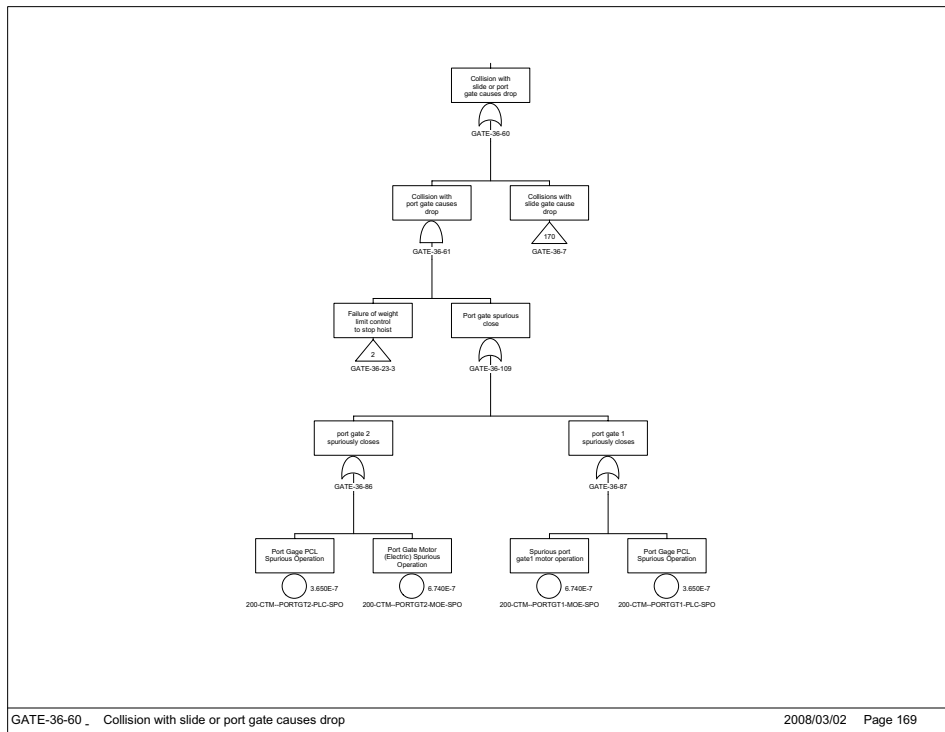 Collision with
slide or port
gate causes drop
GATE-36-60
Collision with
port gate causes
drop
GATE-36-61
Collisions with
slide gate cause
drop
170
GATE-36-7
Failure of weight
limit control
to stop hoist
2
GATE-36-23-3
Port gate spurious
close
GATE-36-109
port gate 2
spuriously closes
GATE-36-86
port gate 1
spuriously closes
GATE-36-87
Port Gage PCL
Spurious Operation
3.650E-7
200-CTM--PORTGT2-PLC-SPO
Port Gate Motor
(Electric) Spurious
Operation
6.740E-7
200-CTM--PORTGT2-MOE-SPO
Spurious port
gate1 motor operation
6.740E-7
200-CTM--PORTGT1-MOE-SPO
Port Gage PCL
Spurious Operation
3.650E-7
200-CTM--PORTGT1-PLC-SPO
GATE-36-60 _ Collision with slide or port gate causes drop
2008/03/02 Page 169